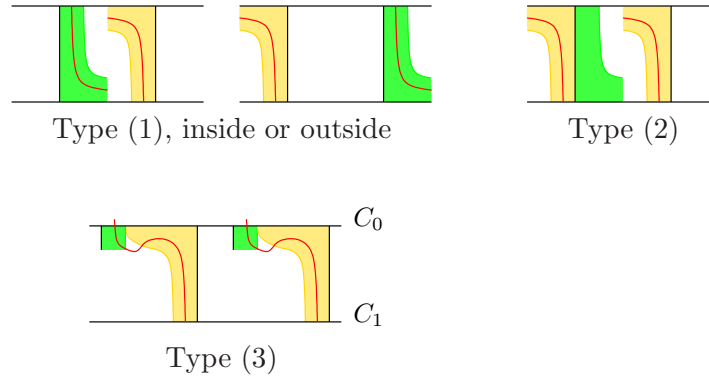 Type (1), inside or outside
Type (2)
C₀
C₁
Type (3)